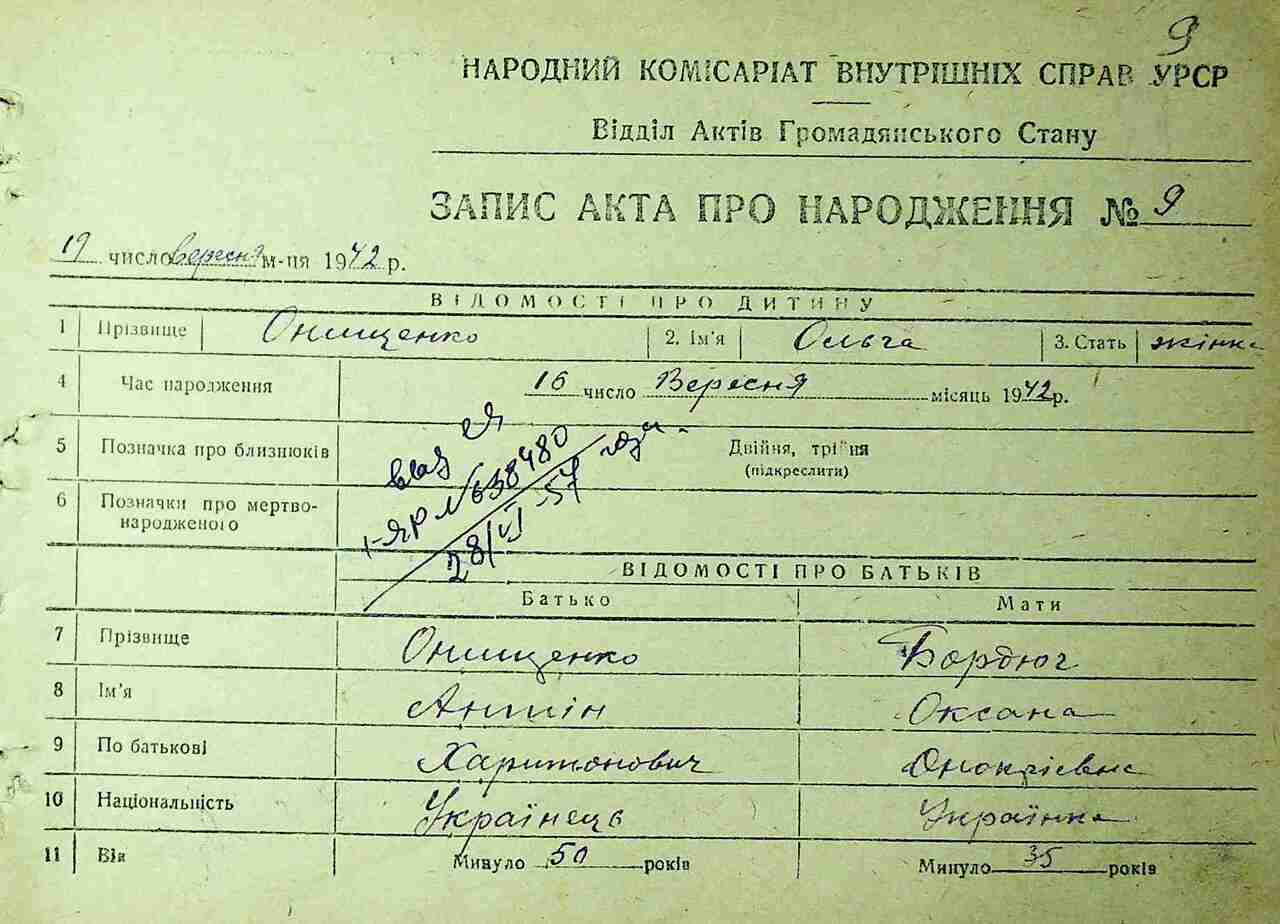 9
НАРОДНИЙ КОМІСАРІАТ ВНУТРІШНІХ СПРАВ УРСР
Відділ Актів Громадянського Стану
ЗАПИС АКТА ПРО НАРОДЖЕННЯ № 9
19 число вересня м-ця 1942 р.
ВІДОМОСТІ ПРО ДИТИНУ
1 Прізвище Онищенко 2. Ім'я Ольга 3. Стать жінка
4 Час народження 16 число Вересня місяць 1942 р.
5 Позначка про близнюків Двійня, трійня
(підкреслити)
6 Позначки про мертво-
народженого
№638480
28/VI-57
ВІДОМОСТІ ПРО БАТЬКІВ
Батько Мати
7 Прізвище Онищенко Бордюг
8 Ім'я Антін Оксана
9 По батькові Харитонович
10 Національність Українець Українка
11 Вік Минуло 50 років Минуло 35 років